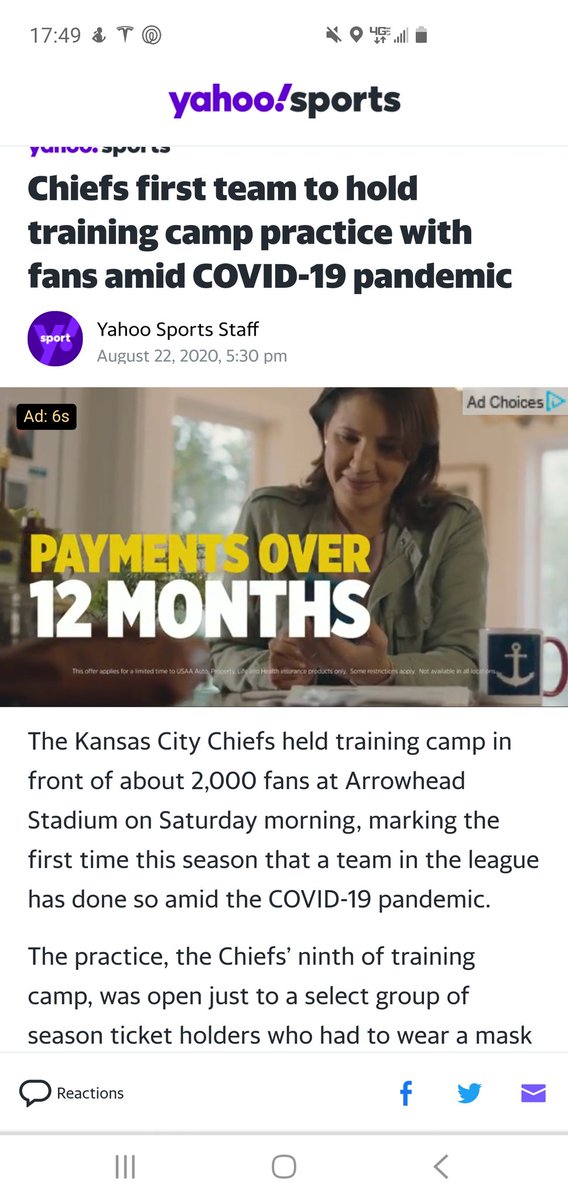 17:49
4GE
yahoo!sports
yahoo! sports
Chiefs first team to hold
training camp practice with
fans amid COVID-19 pandemic
y!
sport
Yahoo Sports Staff
August 22, 2020, 5:30 pm
Ad: 6s
Ad Choices
PAYMENTS OVER
12 MONTHS
This offer applies for a limited time to USAA Auto, Property, Life and Health insurance products only. Some restrictions apply. Not available in all locations.
The Kansas City Chiefs held training camp in
front of about 2,000 fans at Arrowhead
Stadium on Saturday morning, marking the
first time this season that a team in the league
has done so amid the COVID-19 pandemic.
The practice, the Chiefs’ ninth of training
camp, was open just to a select group of
season ticket holders who had to wear a mask
Reactions